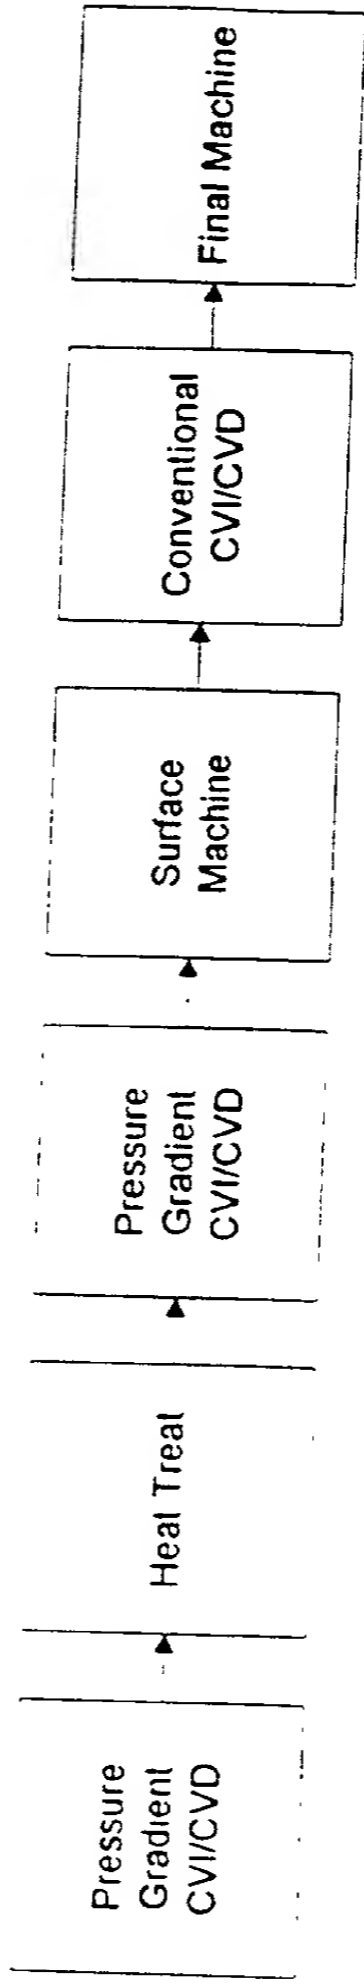 Pressure
Gradient
CVI/CVD
Heat Treat
Pressure
Gradient
CVI/CVD
Surface
Machine
Conventional
CVI/CVD
Final Machine